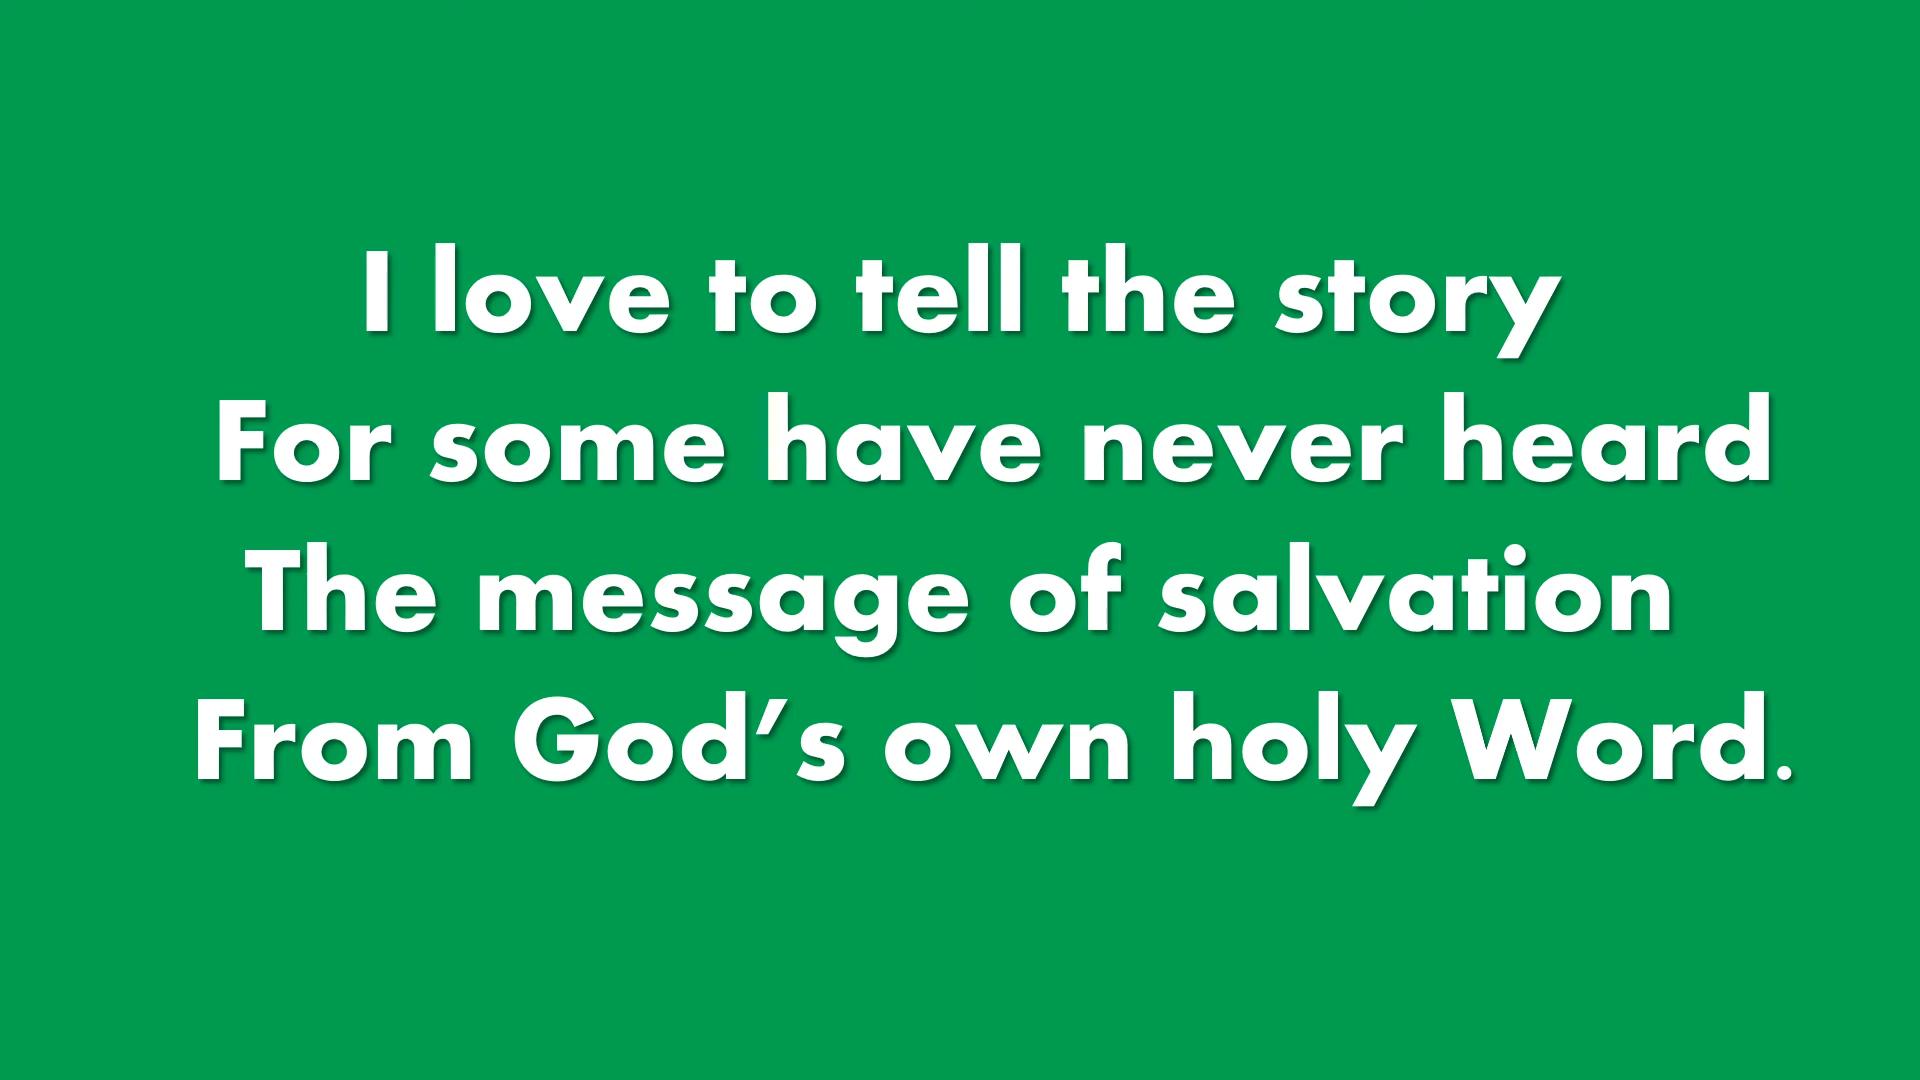 I love to tell the story
For some have never heard
The message of salvation
From God’s own holy Word.